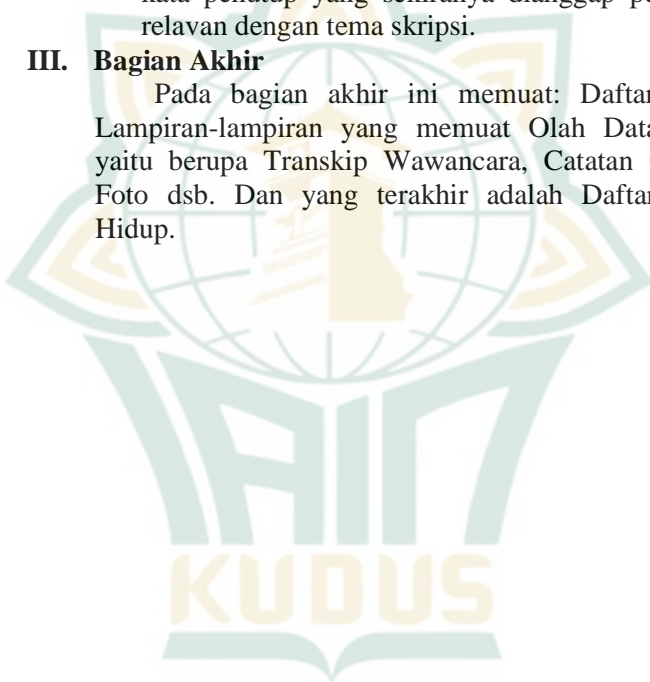 relavan dengan tema skripsi.
III. Bagian Akhir
Pada bagian akhir ini memuat: Daftar
Lampiran-lampiran yang memuat Olah Data
yaitu berupa Transkip Wawancara, Catatan
Foto dsb. Dan yang terakhir adalah Daftar
Hidup.
IAIN
KUDUS